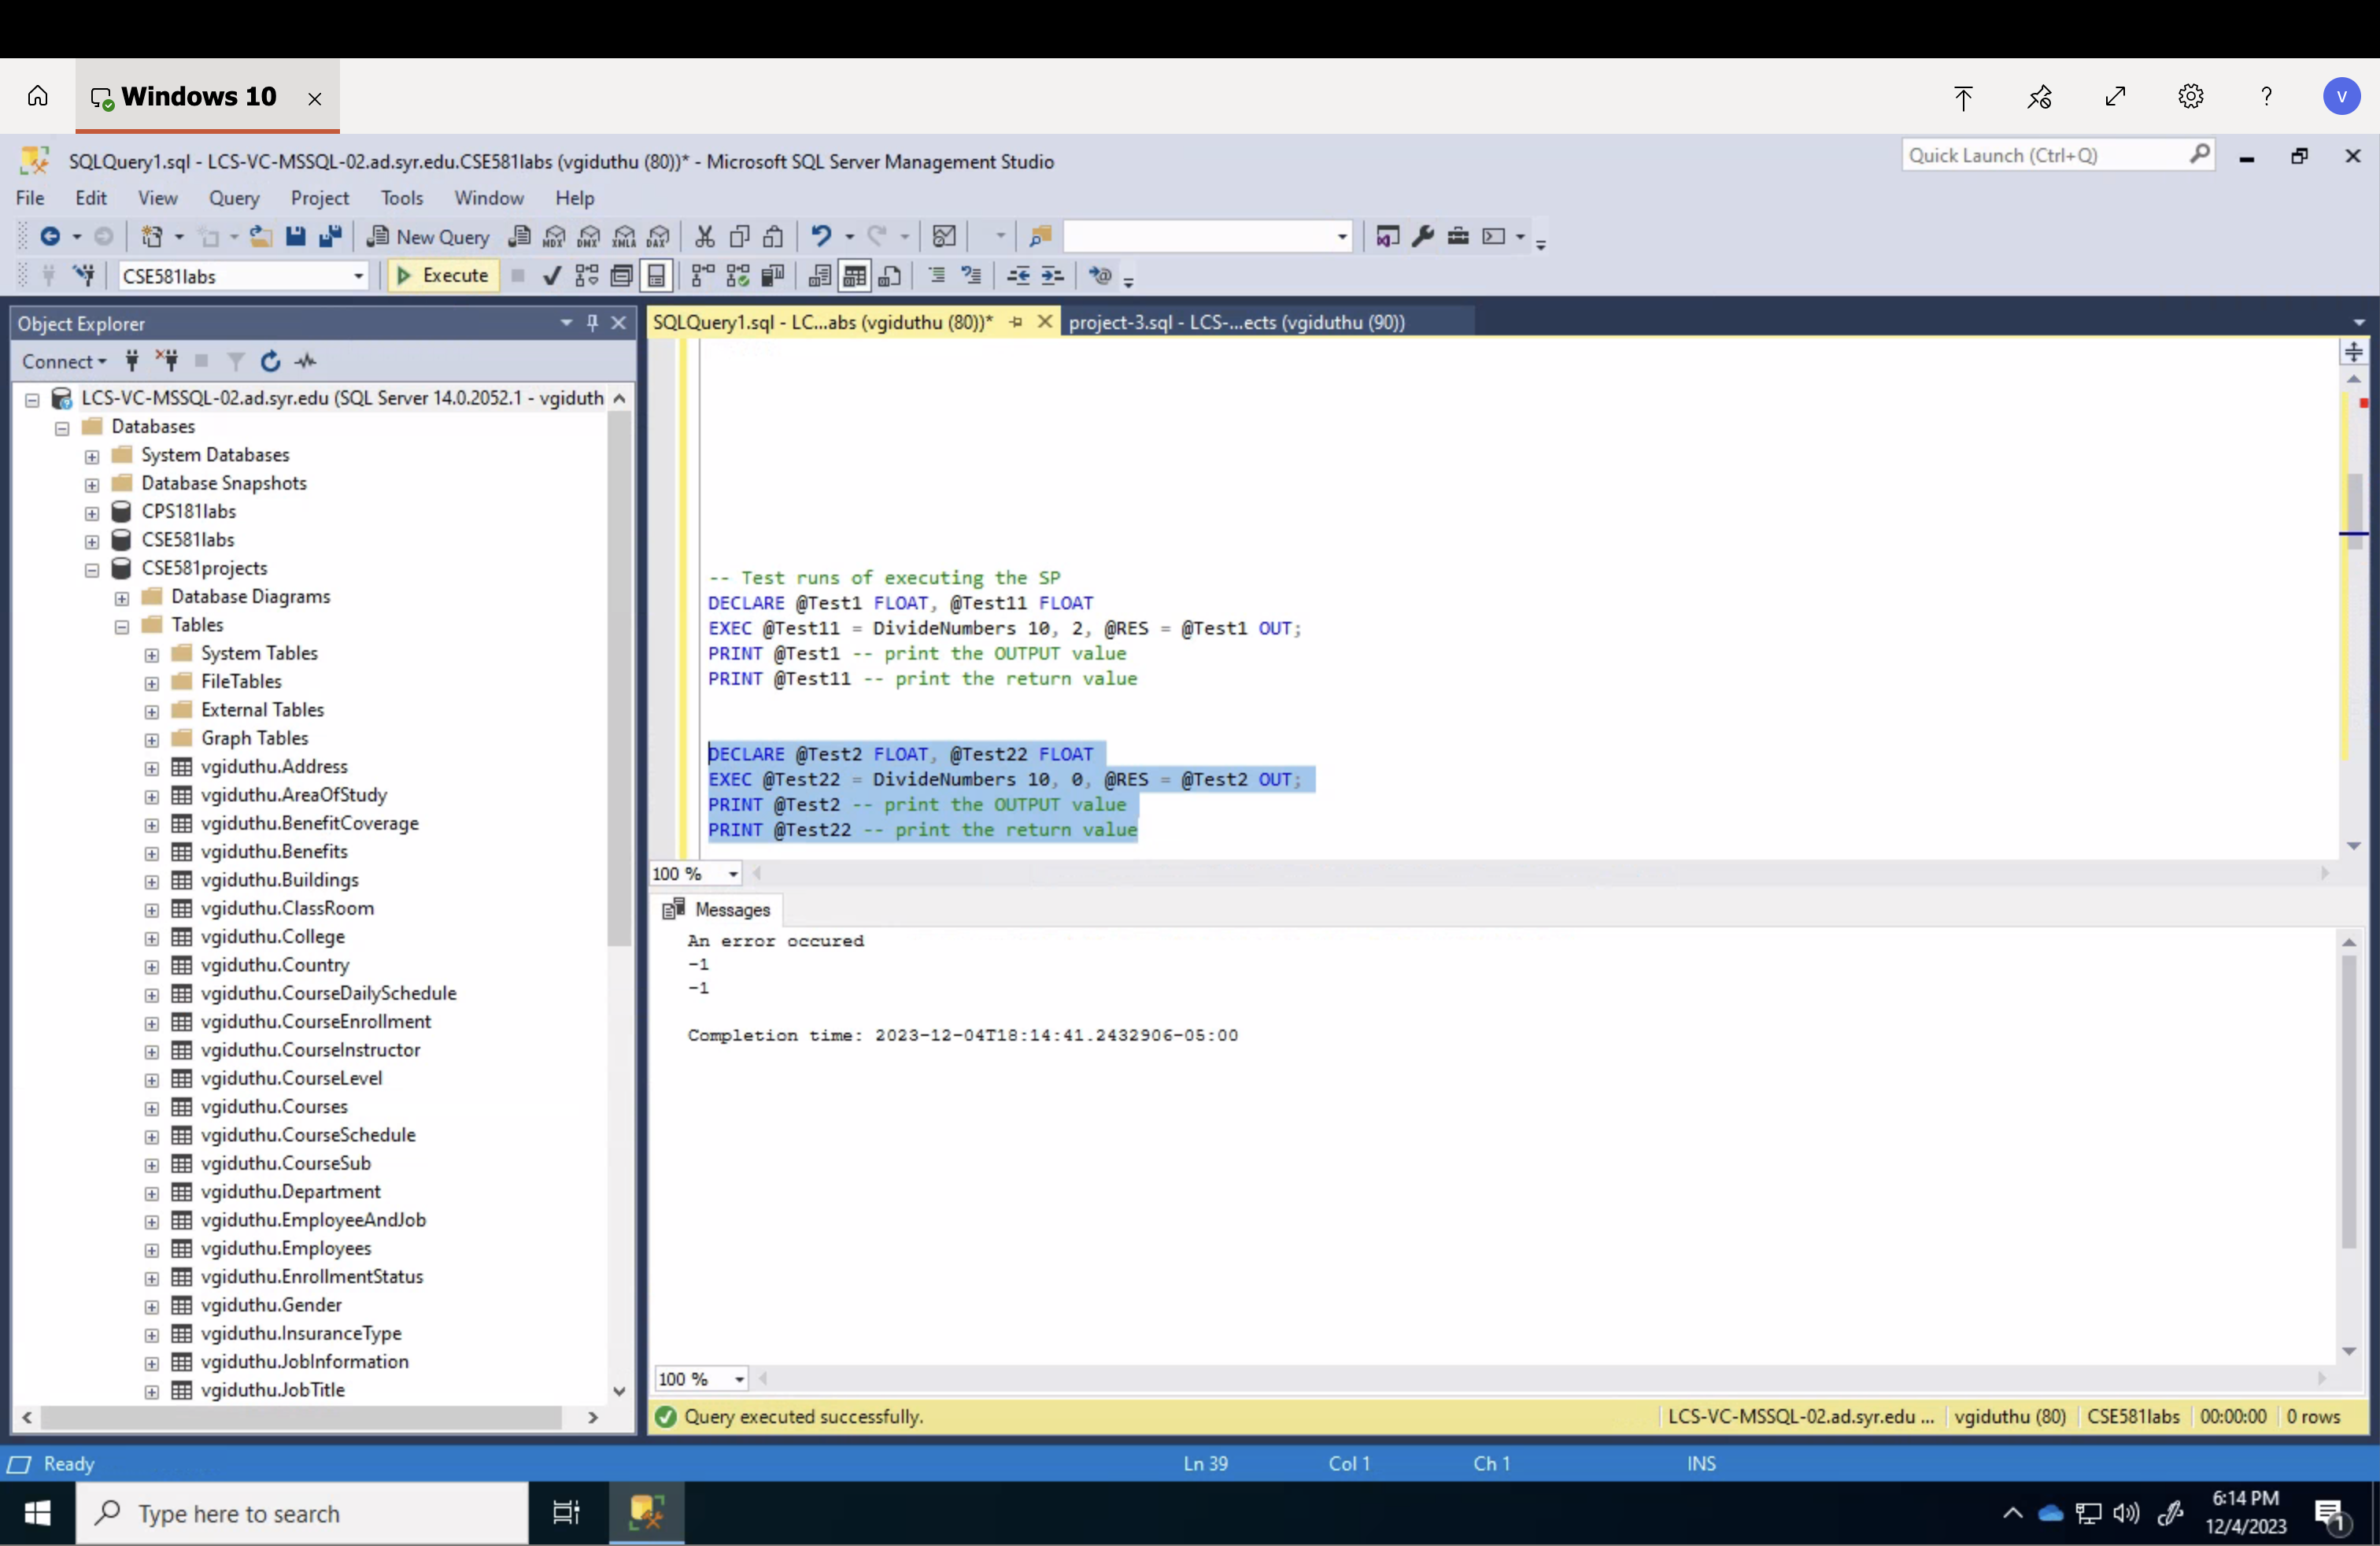 Windows 10
V
SQLQuery1.sql - LCS-VC-MSSQL-02.ad.syr.edu.CSE581labs (vgiduthu (80))* - Microsoft SQL Server Management Studio
Quick Launch (Ctrl+Q)
File Edit View Query Project Tools Window Help
New Query MDX DMX XMLA DAX
CSE581labs Execute
Object Explorer
Connect
LCS-VC-MSSQL-02.ad.syr.edu (SQL Server 14.0.2052.1 - vgiduth
Databases
System Databases
Database Snapshots
CPS181labs
CSE581labs
CSE581projects
Database Diagrams
Tables
System Tables
FileTables
External Tables
Graph Tables
vgiduthu.Address
vgiduthu.AreaOfStudy
vgiduthu.BenefitCoverage
vgiduthu.Benefits
vgiduthu.Buildings
vgiduthu.ClassRoom
vgiduthu.College
vgiduthu.Country
vgiduthu.CourseDailySchedule
vgiduthu.CourseEnrollment
vgiduthu.CourseInstructor
vgiduthu.CourseLevel
vgiduthu.Courses
vgiduthu.CourseSchedule
vgiduthu.CourseSub
vgiduthu.Department
vgiduthu.EmployeeAndJob
vgiduthu.Employees
vgiduthu.EnrollmentStatus
vgiduthu.Gender
vgiduthu.InsuranceType
vgiduthu.JobInformation
vgiduthu.JobTitle
SQLQuery1.sql - LC...abs (vgiduthu (80))* project-3.sql - LCS-...ects (vgiduthu (90))
-- Test runs of executing the SP
DECLARE @Test1 FLOAT, @Test11 FLOAT
EXEC @Test11 = DivideNumbers 10, 2, @RES = @Test1 OUT;
PRINT @Test1 -- print the OUTPUT value
PRINT @Test11 -- print the return value
DECLARE @Test2 FLOAT, @Test22 FLOAT
EXEC @Test22 = DivideNumbers 10, 0, @RES = @Test2 OUT;
PRINT @Test2 -- print the OUTPUT value
PRINT @Test22 -- print the return value
100 %
Messages
An error occured
-1
-1
Completion time: 2023-12-04T18:14:41.2432906-05:00
100 %
Query executed successfully. LCS-VC-MSSQL-02.ad.syr.edu ... vgiduthu (80) CSE581labs 00:00:00 0 rows
Ready Ln 39 Col 1 Ch 1 INS
Type here to search
6:14 PM
12/4/2023
1